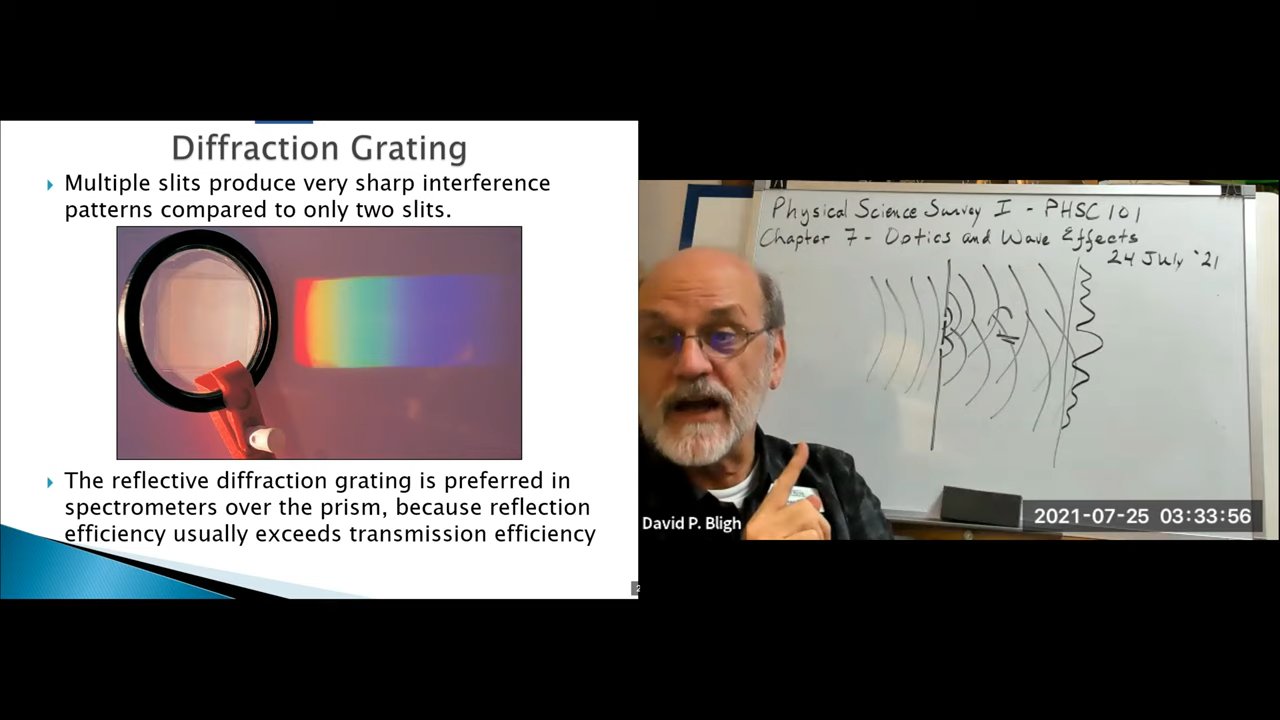 Diffraction Grating
Multiple slits produce very sharp interference
patterns compared to only two slits.
The reflective diffraction grating is preferred in
spectrometers over the prism, because reflection
efficiency usually exceeds transmission efficiency
2
Physical Science Survey I - PHSC 101
Chapter 7 - Optics and Wave Effects
24 July '21
David P. Bligh
2021-07-25 03:33:56